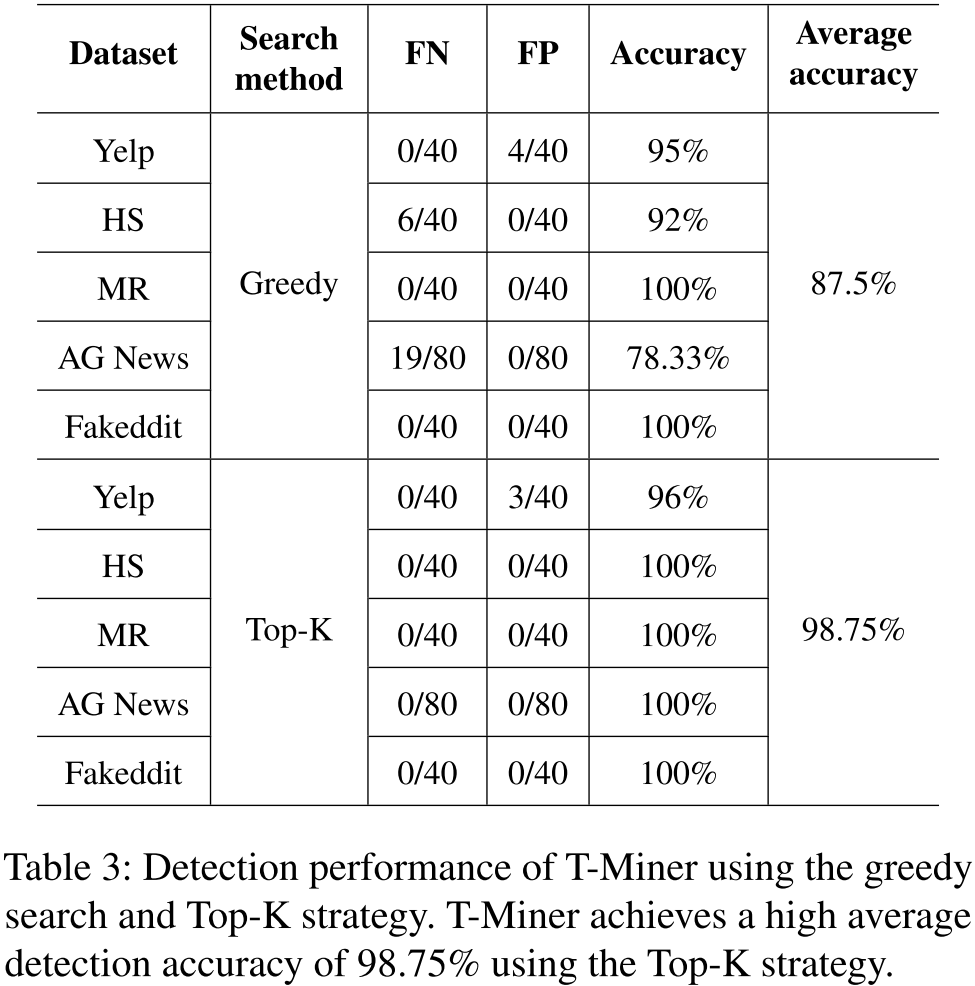 Dataset Search method FN FP Accuracy Average accuracy
Yelp 0/40 4/40 95%
HS 6/40 0/40 92%
MR Greedy 0/40 0/40 100% 87.5%
AG News 19/80 0/80 78.33%
Fakeddit 0/40 0/40 100%
Yelp 0/40 3/40 96%
HS 0/40 0/40 100%
MR Top-K 0/40 0/40 100% 98.75%
AG News 0/80 0/80 100%
Fakeddit 0/40 0/40 100%
Table 3: Detection performance of T-Miner using the greedy
search and Top-K strategy. T-Miner achieves a high average
detection accuracy of 98.75% using the Top-K strategy.